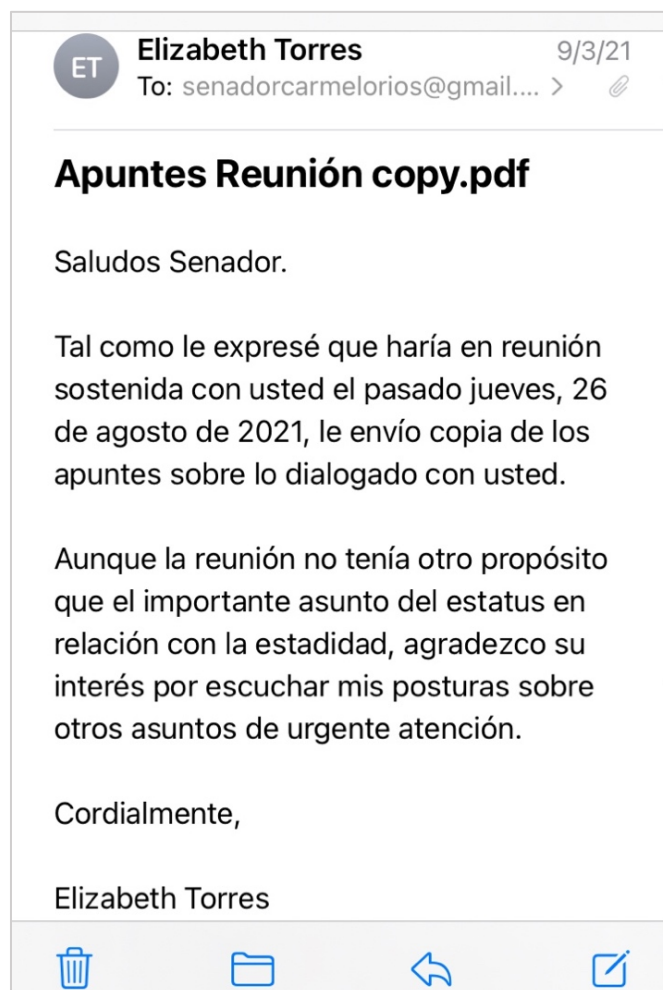 ET
Elizabeth Torres
9/3/21
To: senadorcarmelorios@gmail....
Apuntes Reunión copy.pdf
Saludos Senador.
Tal como le expresé que haría en reunión
sostenida con usted el pasado jueves, 26
de agosto de 2021, le envío copia de los
apuntes sobre lo dialogado con usted.
Aunque la reunión no tenía otro propósito
que el importante asunto del estatus en
relación con la estadidad, agradezco su
interés por escuchar mis posturas sobre
otros asuntos de urgente atención.
Cordialmente,
Elizabeth Torres